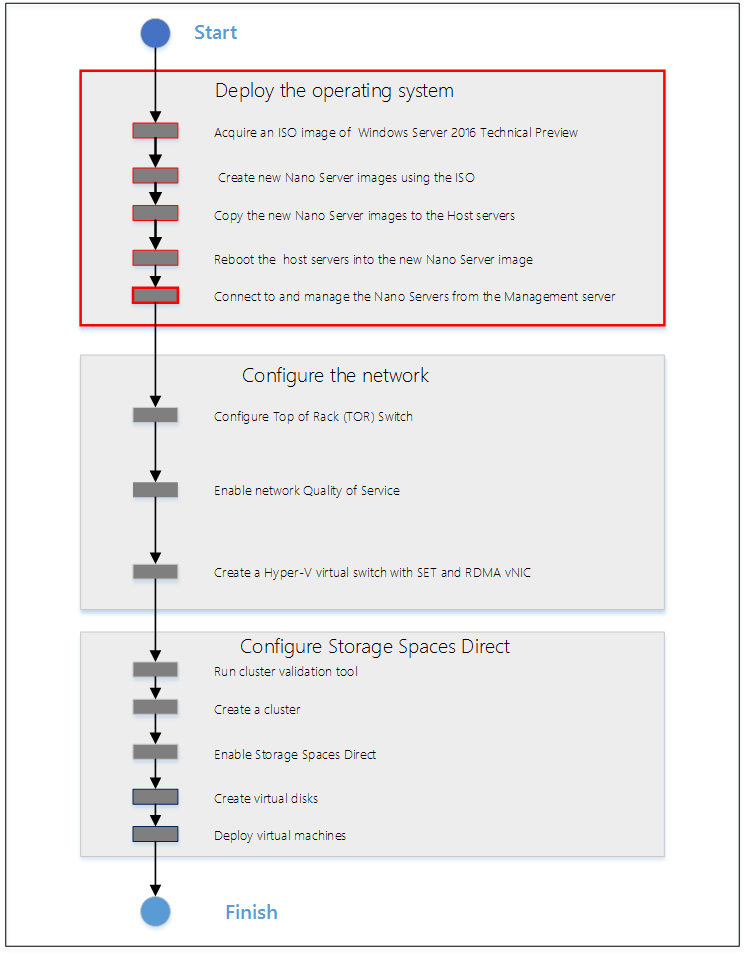 Start
Deploy the operating system
Acquire an ISO image of Windows Server 2016 Technical Preview
Create new Nano Server images using the ISO
Copy the new Nano Server images to the Host servers
Reboot the host servers into the new Nano Server image
Connect to and manage the Nano Servers from the Management server
Configure the network
Configure Top of Rack (TOR) Switch
Enable network Quality of Service
Create a Hyper-V virtual switch with SET and RDMA vNIC
Configure Storage Spaces Direct
Run cluster validation tool
Create a cluster
Enable Storage Spaces Direct
Create virtual disks
Deploy virtual machines
Finish